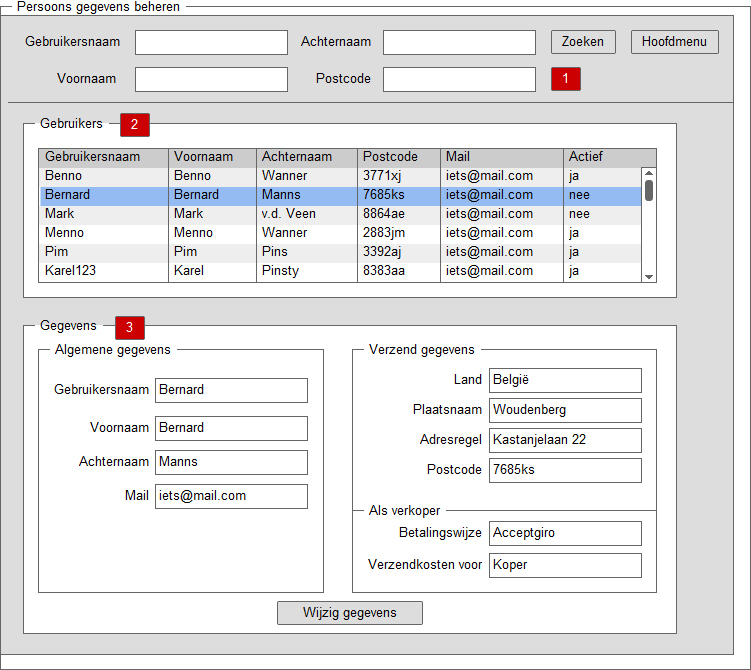 Persoons gegevens beheren
Gebruikersnaam Achternaam Zoeken Hoofdmenu
Voornaam Postcode 1
Gebruikers 2
Gebruikersnaam Voornaam Achternaam Postcode Mail Actief
Benno Benno Wanner 3771xj iets@mail.com ja
Bernard Bernard Manns 7685ks iets@mail.com nee
Mark Mark v.d. Veen 8864ae iets@mail.com nee
Menno Menno Wanner 2883jm iets@mail.com ja
Pim Pim Pins 3392aj iets@mail.com ja
Karel123 Karel Pinsty 8383aa iets@mail.com ja
Gegevens 3
Algemene gegevens
Gebruikersnaam Bernard
Voornaam Bernard
Achternaam Manns
Mail iets@mail.com
Verzend gegevens
Land België
Plaatsnaam Woudenberg
Adresregel Kastanjelaan 22
Postcode 7685ks
Als verkoper
Betalingswijze Acceptgiro
Verzendkosten voor Koper
Wijzig gegevens